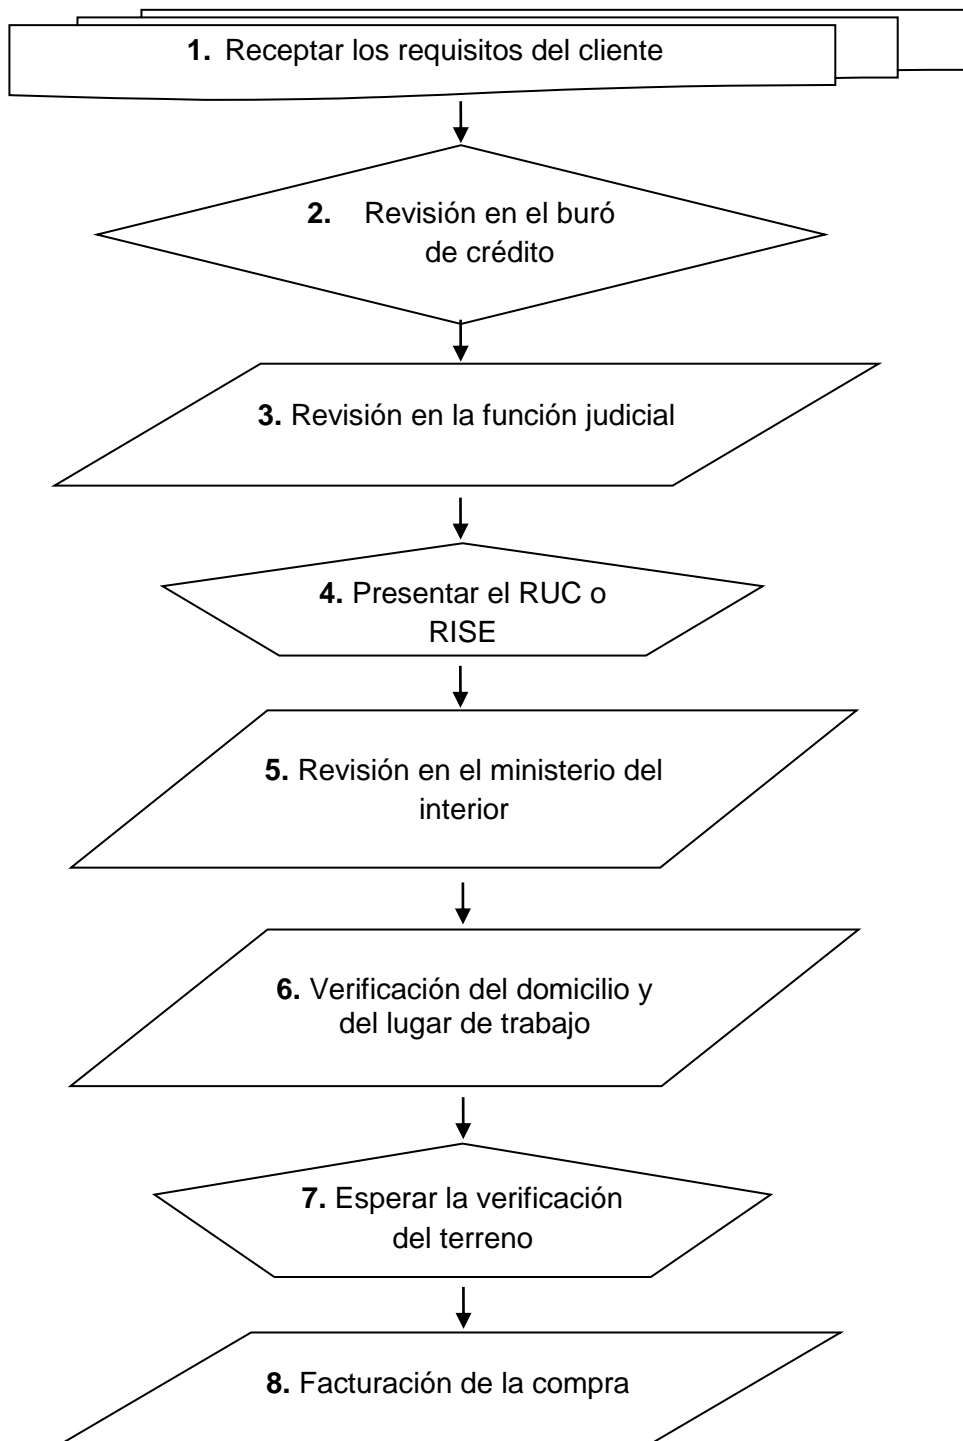 1. Receptar los requisitos del cliente
2. Revisión en el buró
de crédito
3. Revisión en la función judicial
4. Presentar el RUC o
RISE
5. Revisión en el ministerio del
interior
6. Verificación del domicilio y
del lugar de trabajo
7. Esperar la verificación
del terreno
8. Facturación de la compra